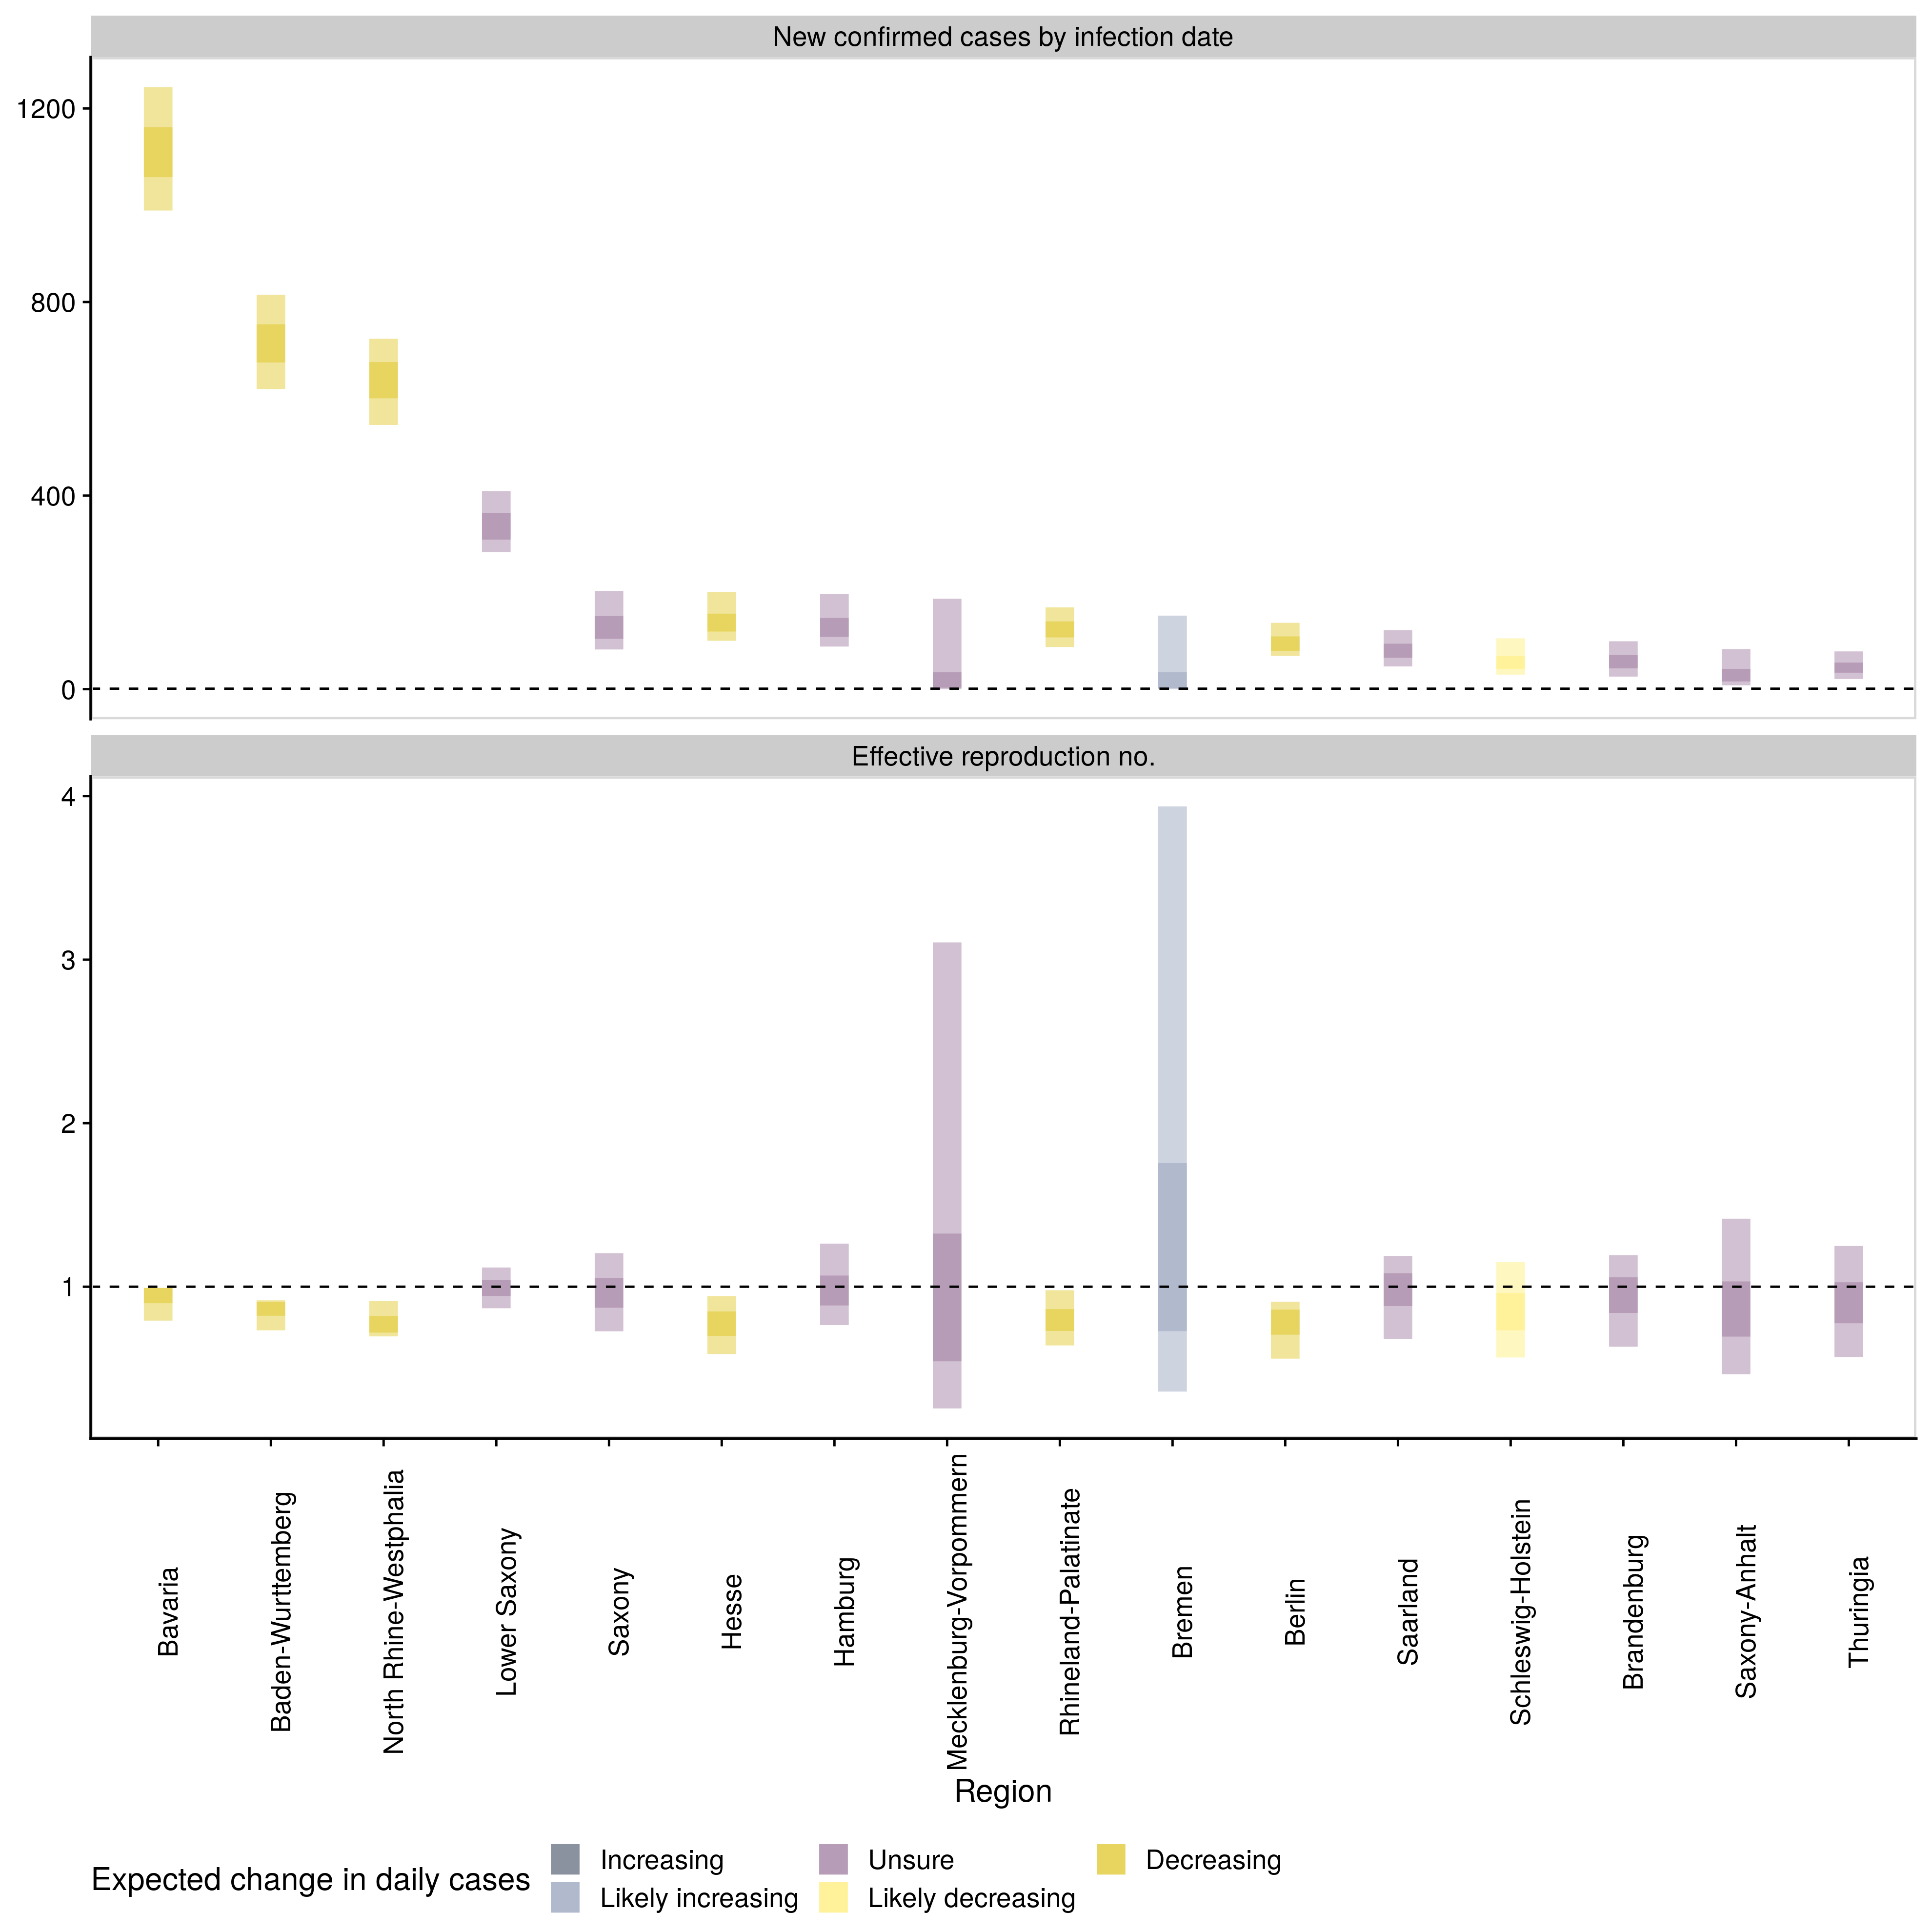 New confirmed cases by infection date
1200
800
400
0
Effective reproduction no.
4
3
2
1
Bavaria
Baden-Wurttemberg
North Rhine-Westphalia
Lower Saxony
Saxony
Hesse
Hamburg
Mecklenburg-Vorpommern
Rhineland-Palatinate
Bremen
Berlin
Saarland
Schleswig-Holstein
Brandenburg
Saxony-Anhalt
Thuringia
Region
Expected change in daily cases
Increasing
Unsure
Decreasing
Likely increasing
Likely decreasing